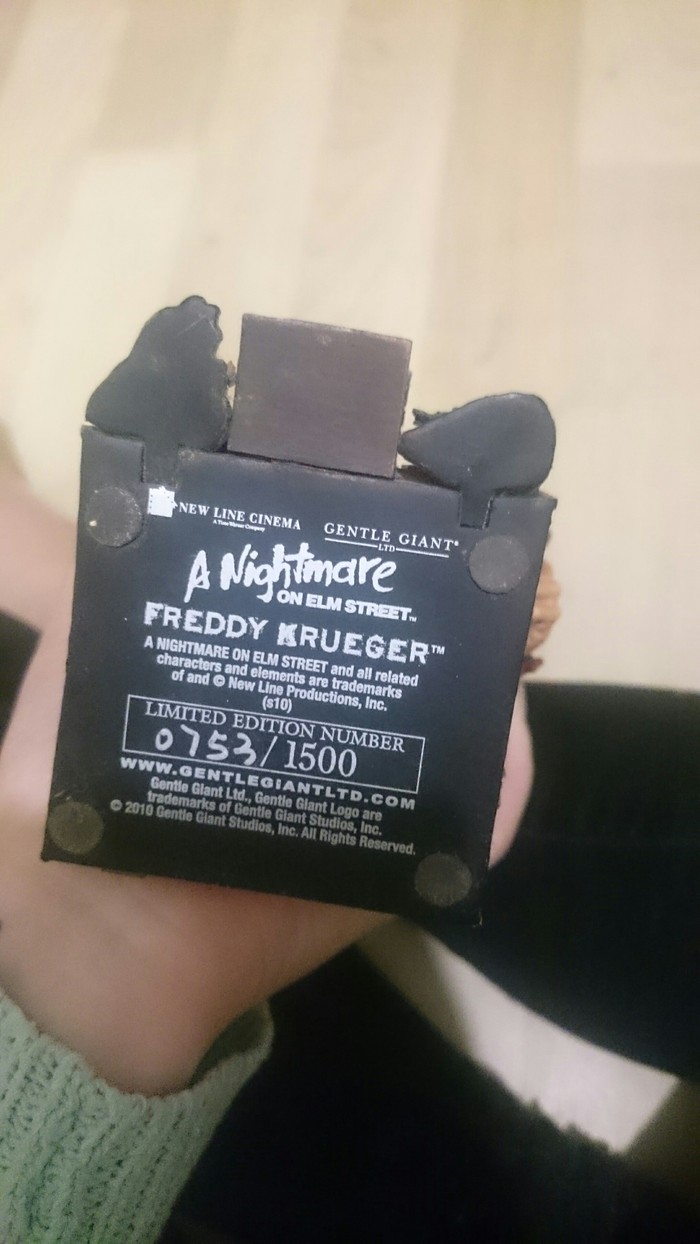 NEW LINE CINEMA
A Time Warner Company
GENTLE GIANT®
LTD
A Nightmare
ON ELM STREET™
FREDDY KRUEGER™
A NIGHTMARE ON ELM STREET and all related
characters and elements are trademarks
of and © New Line Productions, Inc.
(s10)
LIMITED EDITION NUMBER
0753/1500
WWW.GENTLEGIANTLTD.COM
Gentle Giant Ltd., Gentle Giant Logo are
trademarks of Gentle Giant Studios, Inc.
© 2010 Gentle Giant Studios, Inc. All Rights Reserved.